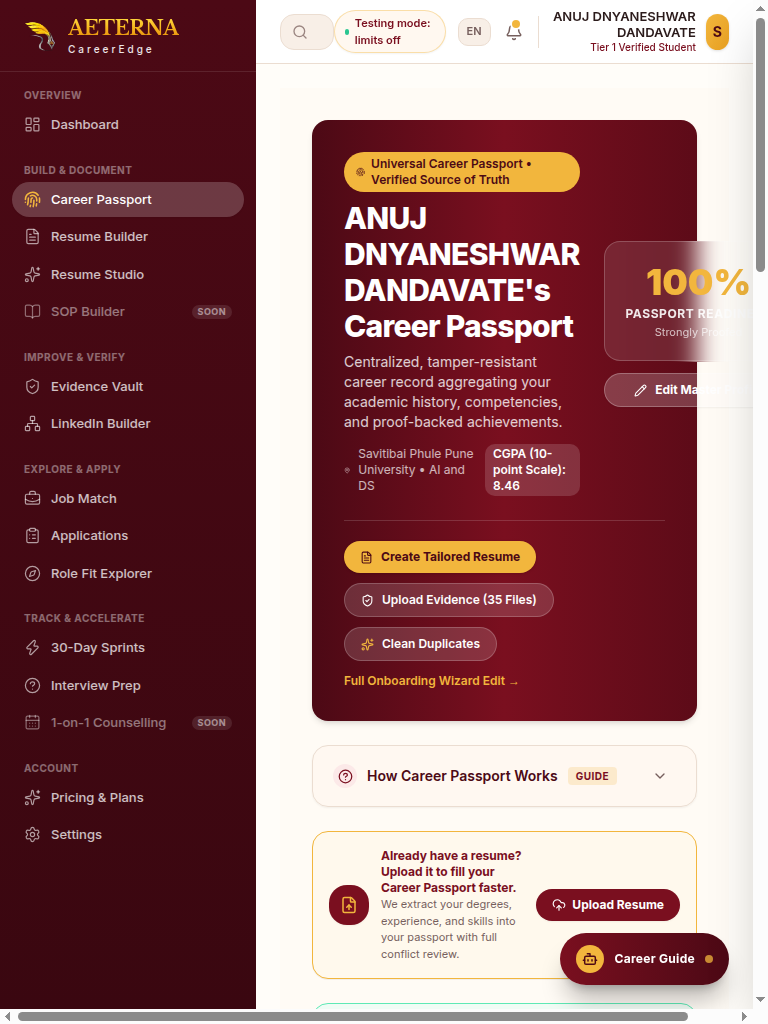 AETERNA
CareerEdge
OVERVIEW
Dashboard
BUILD & DOCUMENT
Career Passport
Resume Builder
Resume Studio
SOP Builder SOON
IMPROVE & VERIFY
Evidence Vault
LinkedIn Builder
EXPLORE & APPLY
Job Match
Applications
Role Fit Explorer
TRACK & ACCELERATE
30-Day Sprints
Interview Prep
1-on-1 Counselling SOON
ACCOUNT
Pricing & Plans
Settings
Testing mode:
limits off
EN
ANUJ DNYANESHWAR
DANDAVATE
Tier 1 Verified Student
S
Universal Career Passport •
Verified Source of Truth
ANUJ
DNYANESHWAR
DANDAVATE's
Career Passport
Centralized, tamper-resistant
career record aggregating your
academic history, competencies,
and proof-backed achievements.
Savitibai Phule Pune
University • AI and
DS
CGPA (10-
point Scale):
8.46
100%
PASSPORT
Strongly
Edit
Create Tailored Resume
Upload Evidence (35 Files)
Clean Duplicates
Full Onboarding Wizard Edit →
How Career Passport Works GUIDE
Already have a resume?
Upload it to fill your
Career Passport faster.
We extract your degrees,
experience, and skills into
your passport with full
conflict review.
Upload Resume
Career Guide